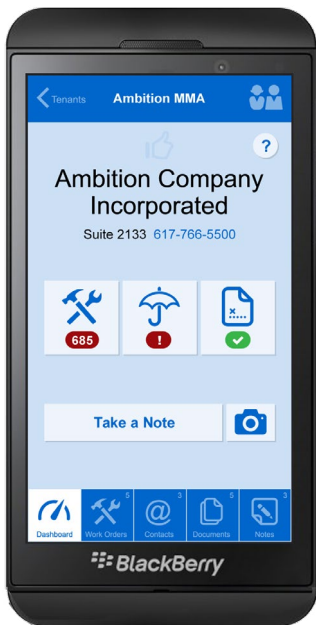 Tenants
Ambition MMA
?
Ambition Company
Incorporated
Suite 2133 617-766-5500
685
!
x....
Take a Note
5
3
5
3
Dashboard
Work Orders
Contacts
@
Documents
Notes
BlackBerry